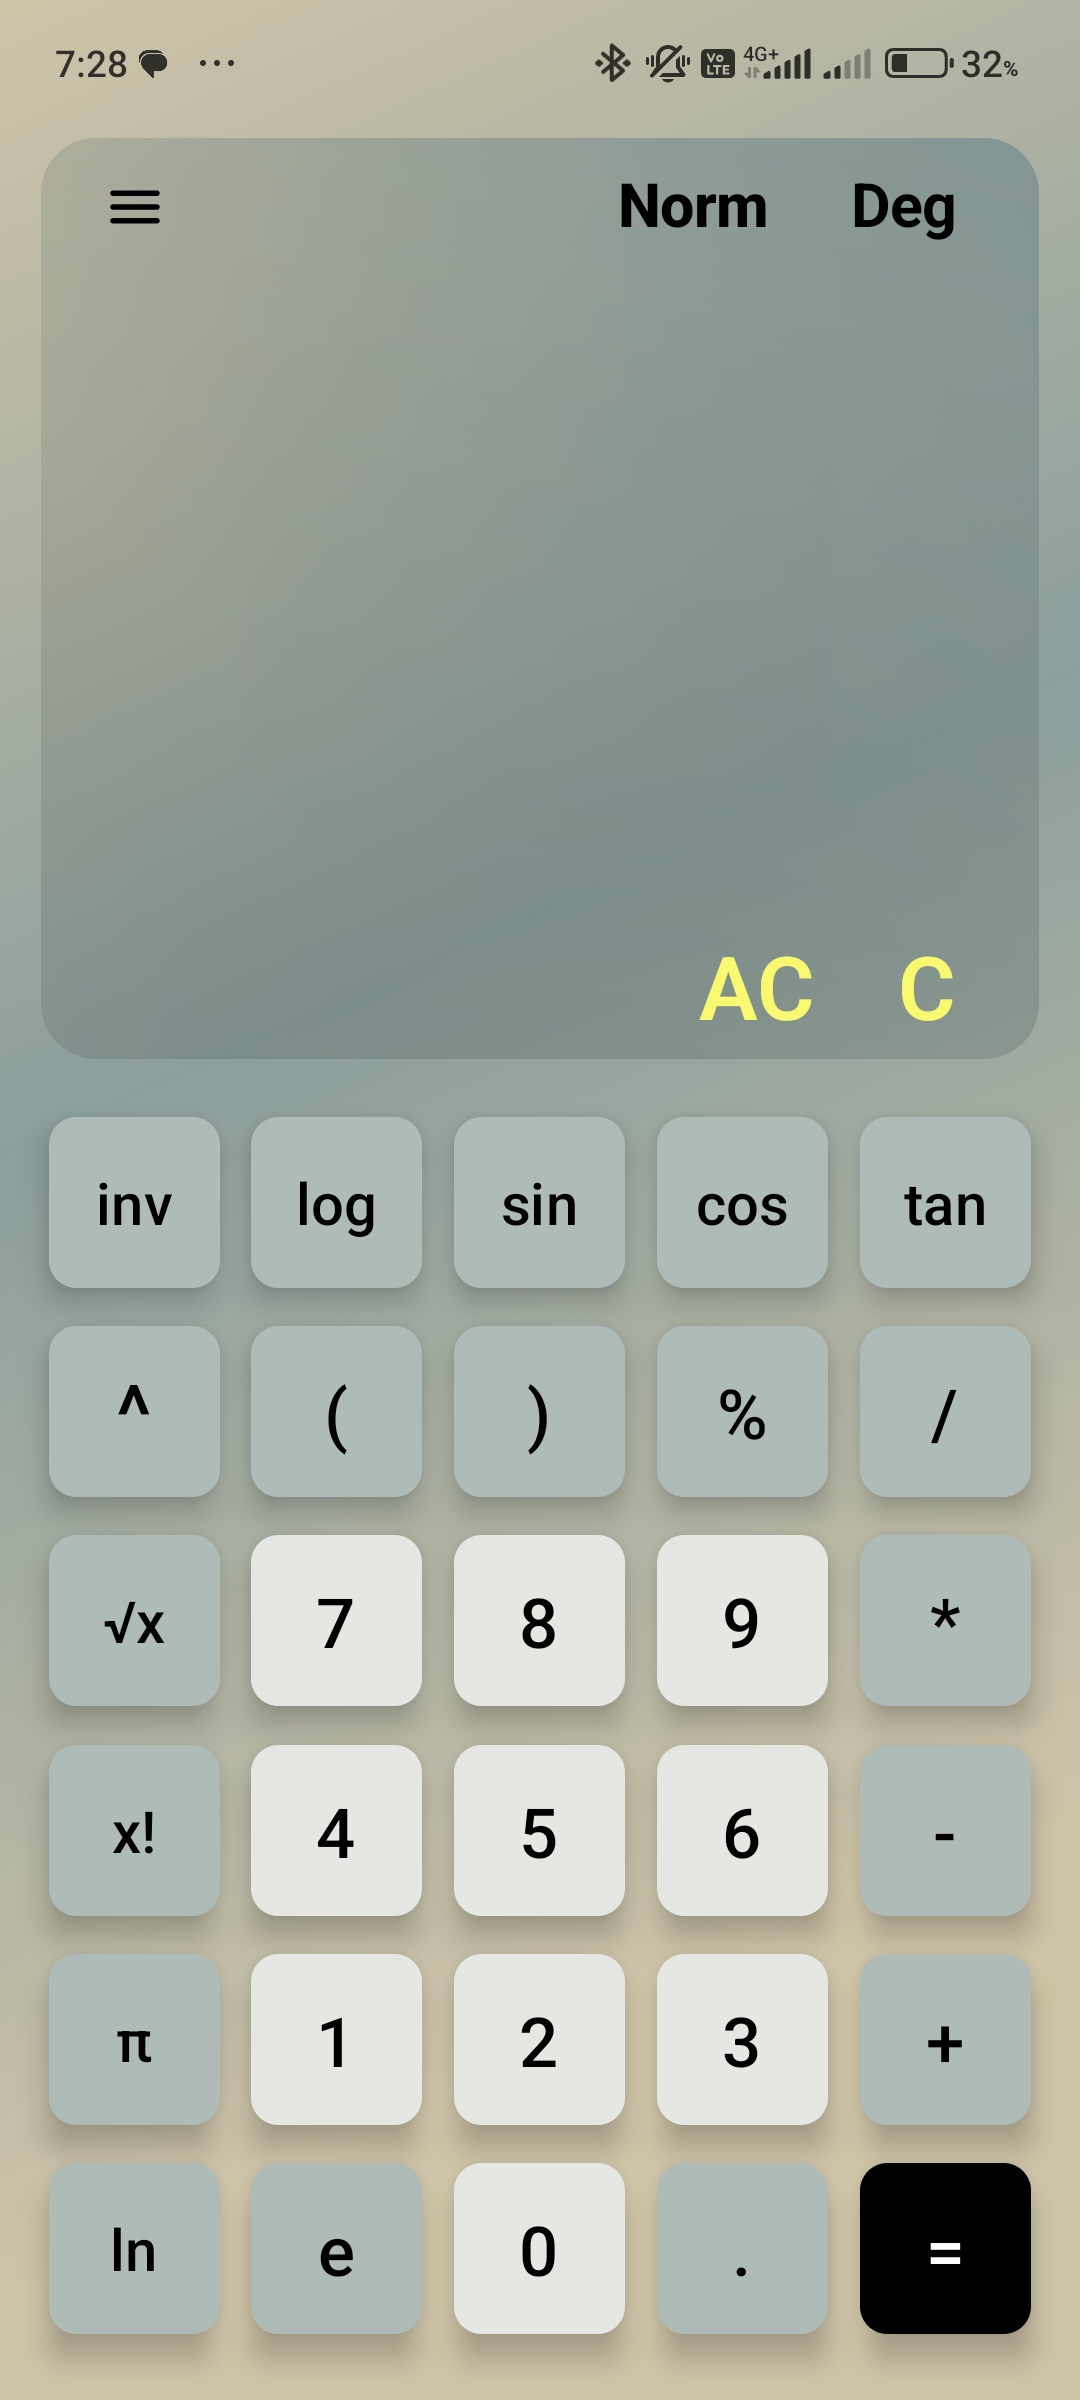 7:28 ... Vo LTE 4G+ 32%
Norm Deg
AC C
inv log sin cos tan
^ ( ) % /
√x 7 8 9 *
x! 4 5 6 -
π 1 2 3 +
ln e 0 . =